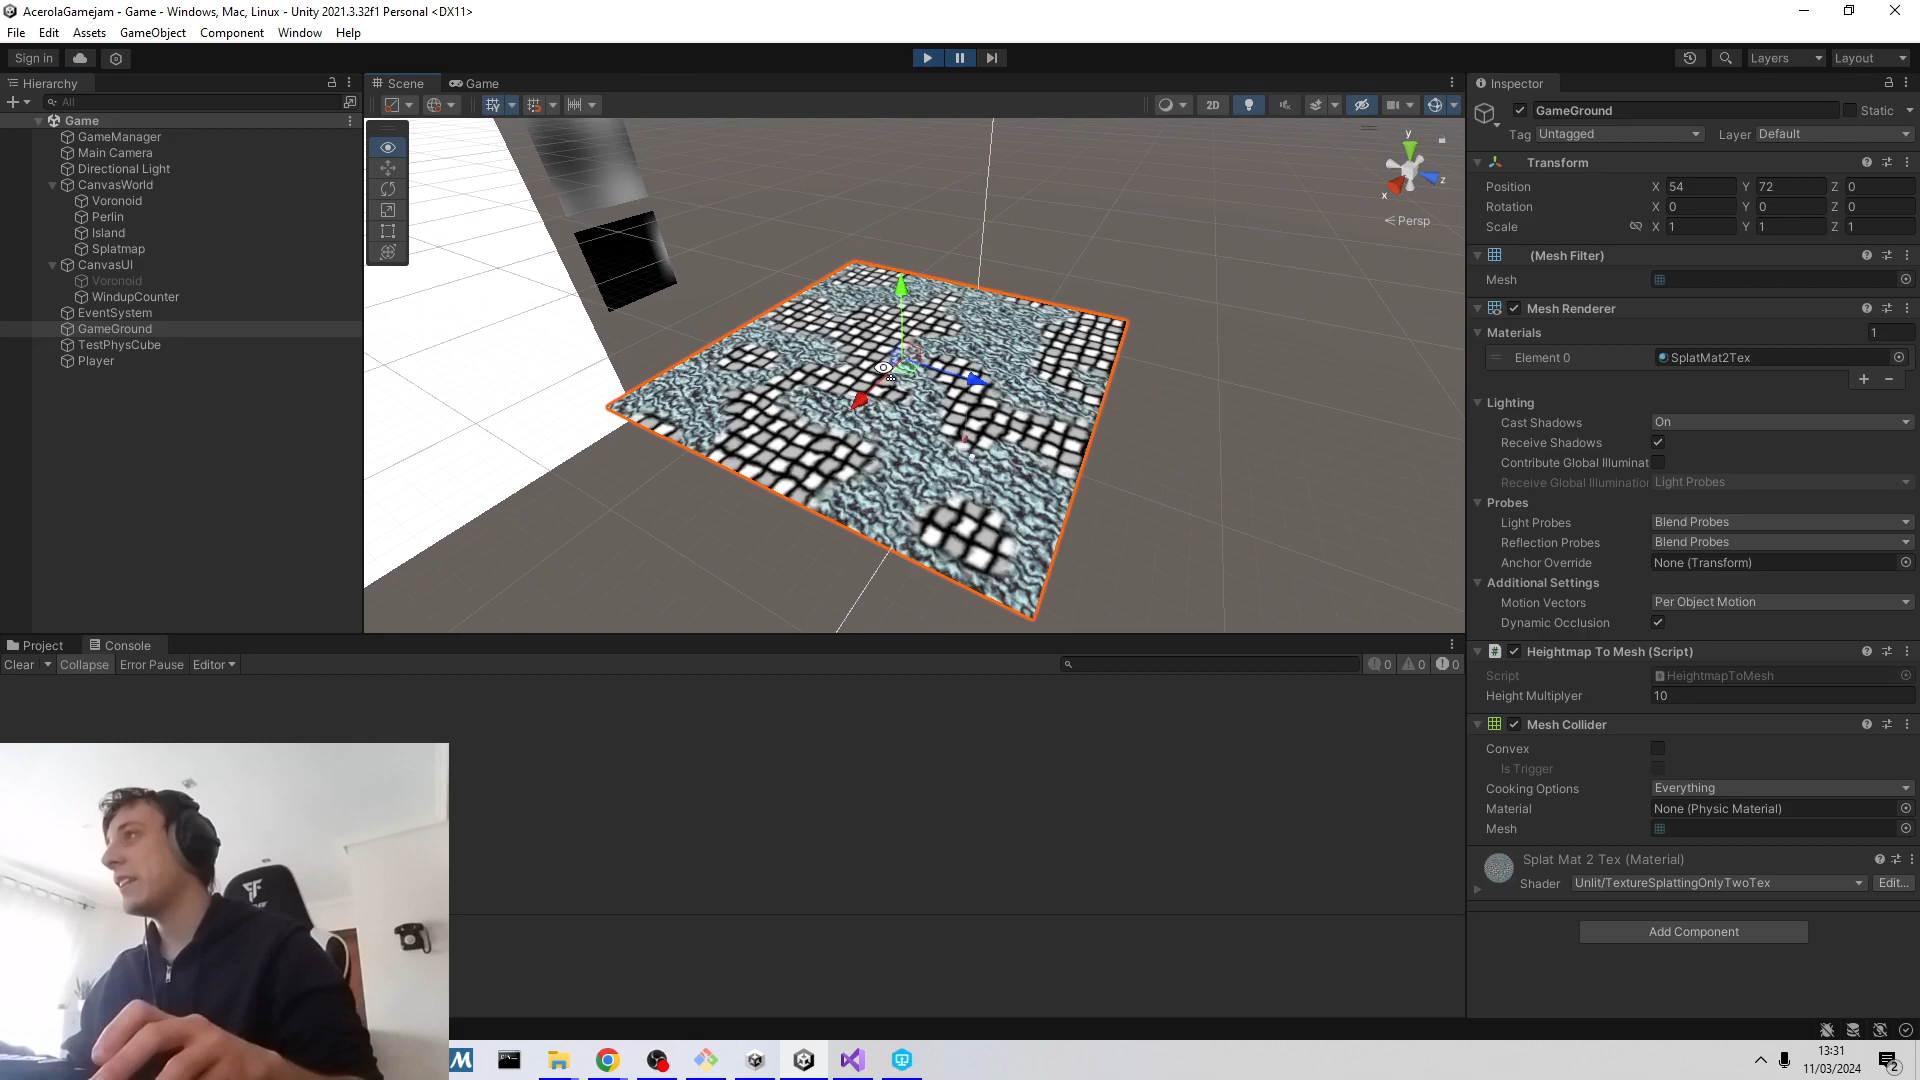 AcerolaGamejam - Game - Windows, Mac, Linux - Unity 2021.3.32f1 Personal <DX11>
File Edit Assets GameObject Component Window Help
Sign in
Layers
Layout
Hierarchy
All
Game
GameManager
Main Camera
Directional Light
CanvasWorld
Voronoid
Perlin
Island
Splatmap
CanvasUI
Voronoid
WindupCounter
EventSystem
GameGround
TestPhysCube
Player
Scene Game
2D
y
x
z
Persp
Project Console
Clear Collapse Error Pause Editor
0 0 0
Inspector
GameGround Static
Tag Untagged Layer Default
Transform
Position X 54 Y 72 Z 0
Rotation X 0 Y 0 Z 0
Scale X 1 Y 1 Z 1
(Mesh Filter)
Mesh
Mesh Renderer
Materials 1
Element 0 SplatMat2Tex
Lighting
Cast Shadows On
Receive Shadows
Contribute Global Illuminat
Receive Global Illumination Light Probes
Probes
Light Probes Blend Probes
Reflection Probes Blend Probes
Anchor Override None (Transform)
Additional Settings
Motion Vectors Per Object Motion
Dynamic Occlusion
Heightmap To Mesh (Script)
Script HeightmapToMesh
Height Multiplyer 10
Mesh Collider
Convex
Is Trigger
Cooking Options Everything
Material None (Physic Material)
Mesh
Splat Mat 2 Tex (Material)
Shader Unlit/TextureSplattingOnlyTwoTex Edit...
Add Component
13:31
11/03/2024
2